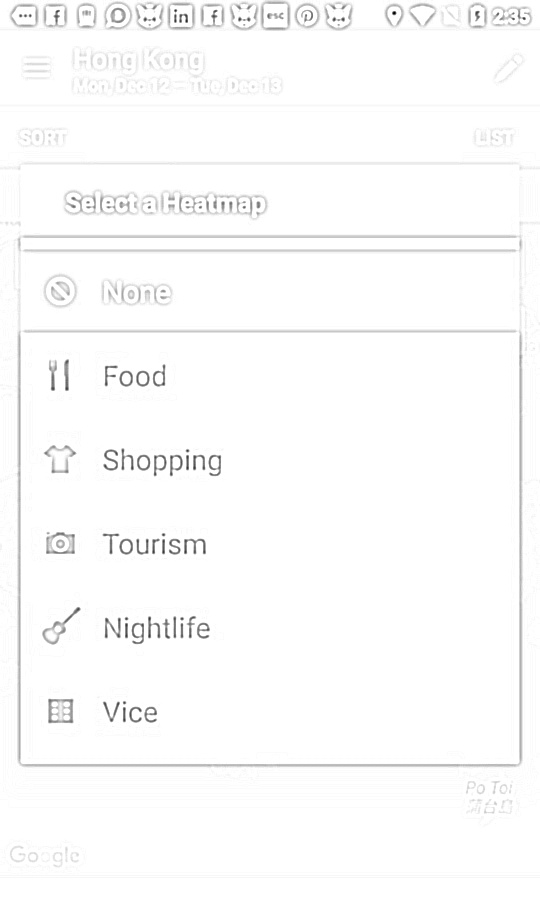 2:35
Hong Kong
Mon, Dec 12 – Tue, Dec 13
SORT
LIST
Select a Heatmap
None
Food
Shopping
Tourism
Nightlife
Vice
Po Toi
蒲台島
Google